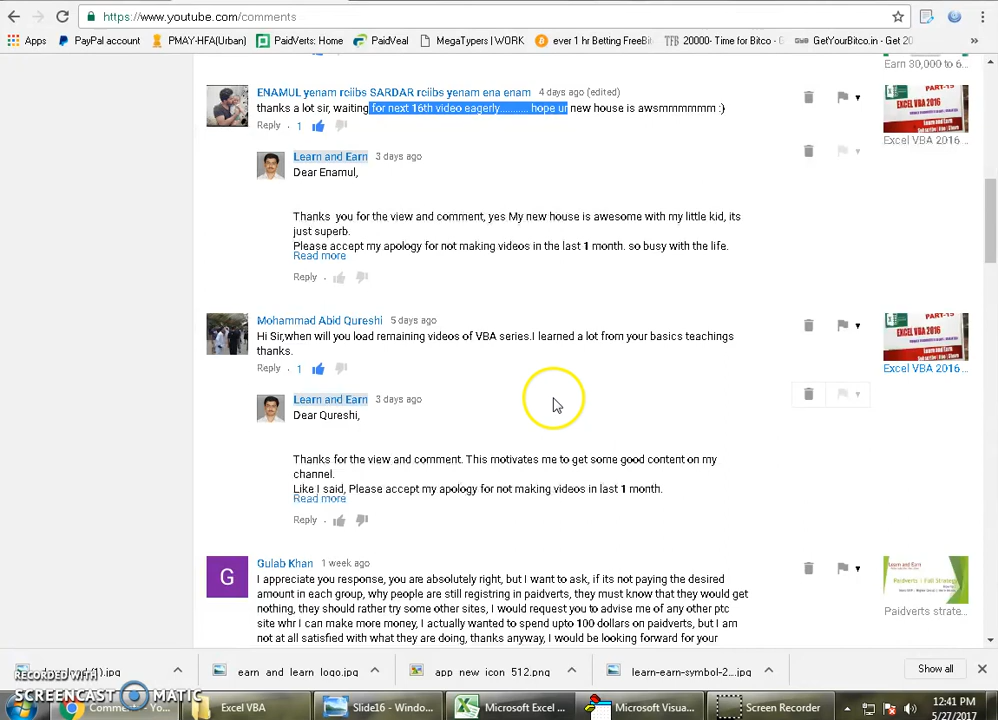 https://www.youtube.com/comments
Apps PayPal account PMAY-HFA(Urban) PaidVerts: Home PaidVeal MegaTypers | WORK ever 1 hr Betting FreeBit 20000- Time for Bitco - GetYourBitco.in - Get 20 »
Earn 30,000 to 6...
ENAMUL yenam rciibs SARDAR rciibs yenam ena enam 4 days ago (edited)
thanks a lot sir, waiting for next 16th video eagerly.......... hope ur new house is awsmmmmmm :)
Reply · 1
EXCEL VBA 2016
Excel VBA 2016...
Learn and Earn 3 days ago
Dear Enamul,
Thanks you for the view and comment, yes My new house is awesome with my little kid, its
just superb.
Please accept my apology for not making videos in the last 1 month. so busy with the life.
Read more
Reply ·
Mohammad Abid Qureshi 5 days ago
Hi Sir,when will you load remaining videos of VBA series.I learned a lot from your basics teachings
thanks.
Reply · 1
PART-15
EXCEL VBA 2016
Excel VBA 2016...
Learn and Earn 3 days ago
Dear Qureshi,
Thanks for the view and comment. This motivates me to get some good content on my
channel.
Like I said, Please accept my apology for not making videos in last 1 month.
Read more
Reply ·
G
Gulab Khan 1 week ago
I appreciate you response, you are absolutely right, but I want to ask, if its not paying the desired
amount in each group, why people are still registring in paidverts, they must know that they would get
nothing, they should rather try some other sites, I would request you to advise me of any other ptc
site whr I can make more money, I actually wanted to spend upto 100 dollars on paidverts, but I am
not at all satisfied with what they are doing, thanks anyway, I would be looking forward for your
Learn and Earn
Paidverts strate...
download (1).jpg earn and learn logo.jpg app new icon 512.png learn-earn-symbol-2....jpg Show all
RECORDED WITH
SCREENCAST MATIC
Comments - Yo... Excel VBA Slide16 - Windo... Microsoft Excel ... Microsoft Visua... Screen Recorder
12:41 PM
5/27/2017